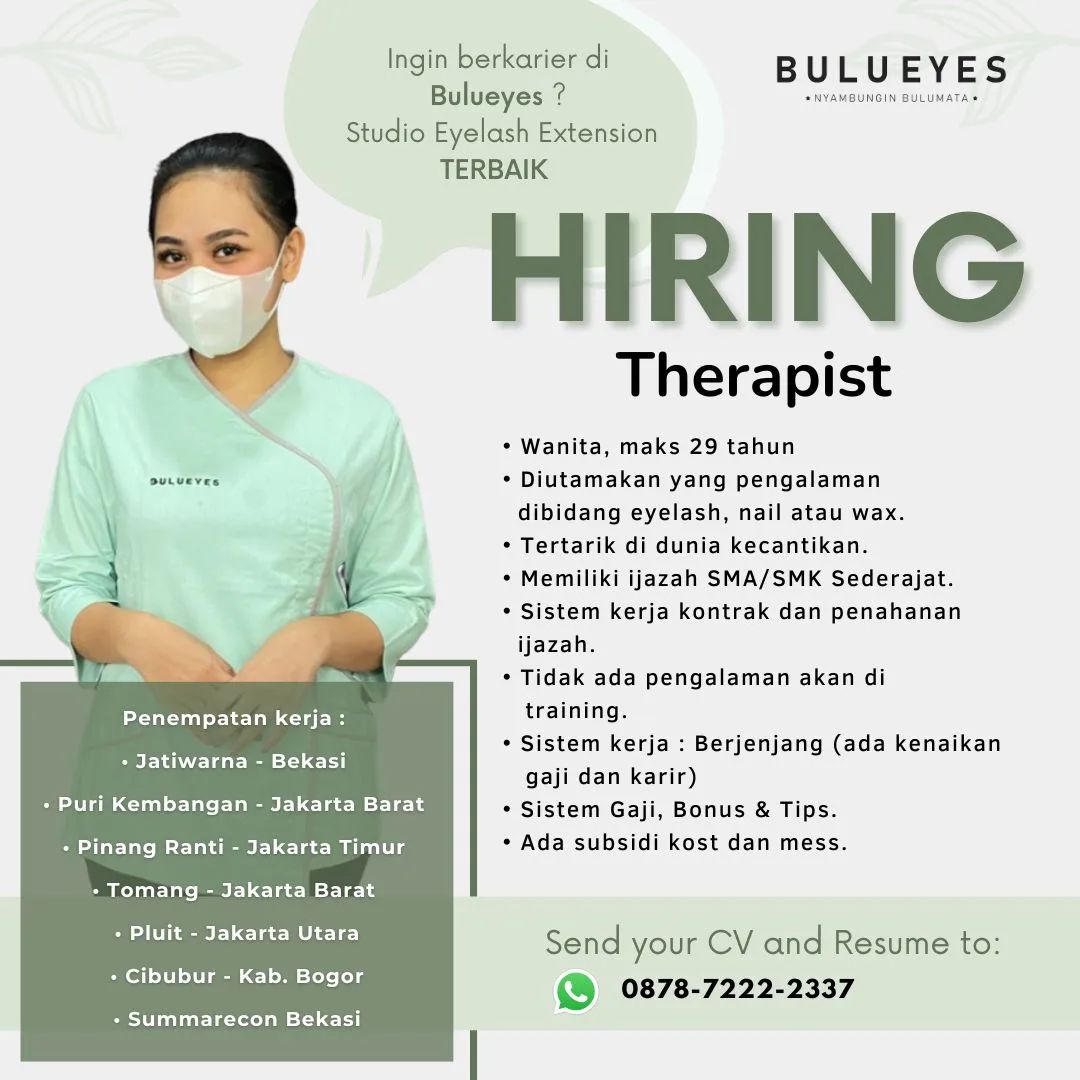 Ingin berkarier di
Bulueyes ?
Studio Eyelash Extension
TERBAIK
BULUEYES
★NYAMBUNGIN BULUMATA★
HIRING
Therapist
• Wanita, maks 29 tahun
• Diutamakan yang pengalaman
dibidang eyelash, nail atau wax.
• Tertarik di dunia kecantikan.
• Memiliki ijazah SMA/SMK Sederajat.
• Sistem kerja kontrak dan penahanan
ijazah.
• Tidak ada pengalaman akan di
training.
• Sistem kerja : Berjenjang (ada kenaikan
gaji dan karir)
• Sistem Gaji, Bonus & Tips.
• Ada subsidi kost dan mess.
BULUEYES
Penempatan kerja :
• Jatiwarna - Bekasi
• Puri Kembangan - Jakarta Barat
• Pinang Ranti - Jakarta Timur
• Tomang - Jakarta Barat
• Pluit - Jakarta Utara
• Cibubur - Kab. Bogor
• Summarecon Bekasi
Send your CV and Resume to:
0878-7222-2337